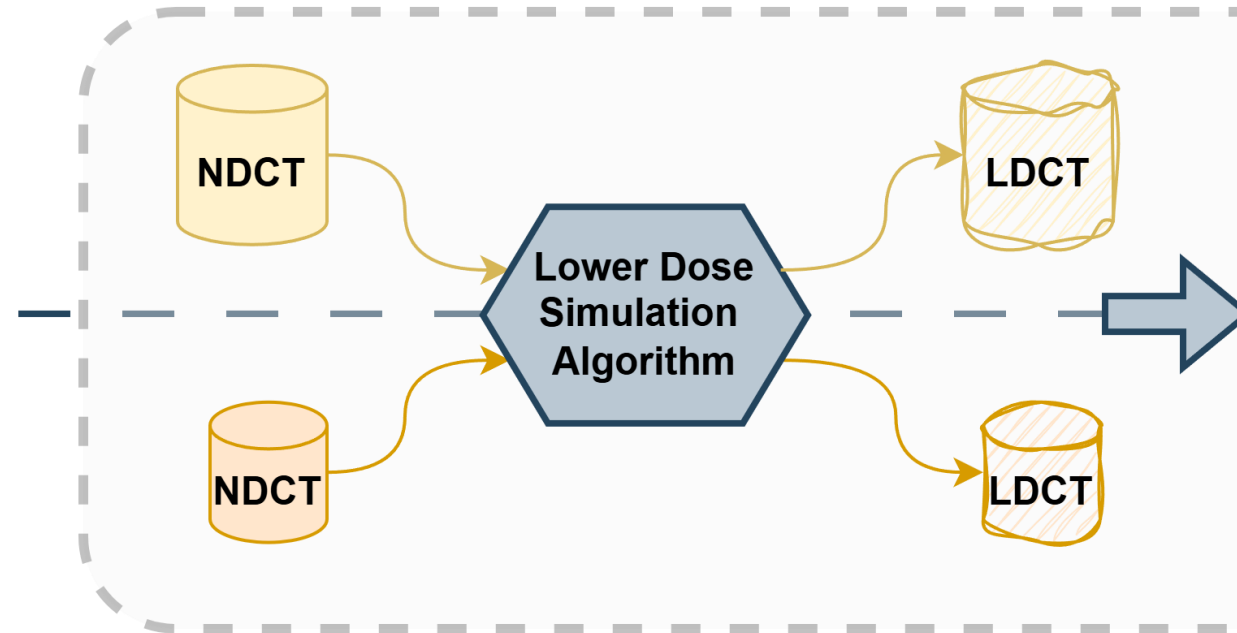 NDCT
LDCT
Lower Dose
Simulation
Algorithm
NDCT
LDCT